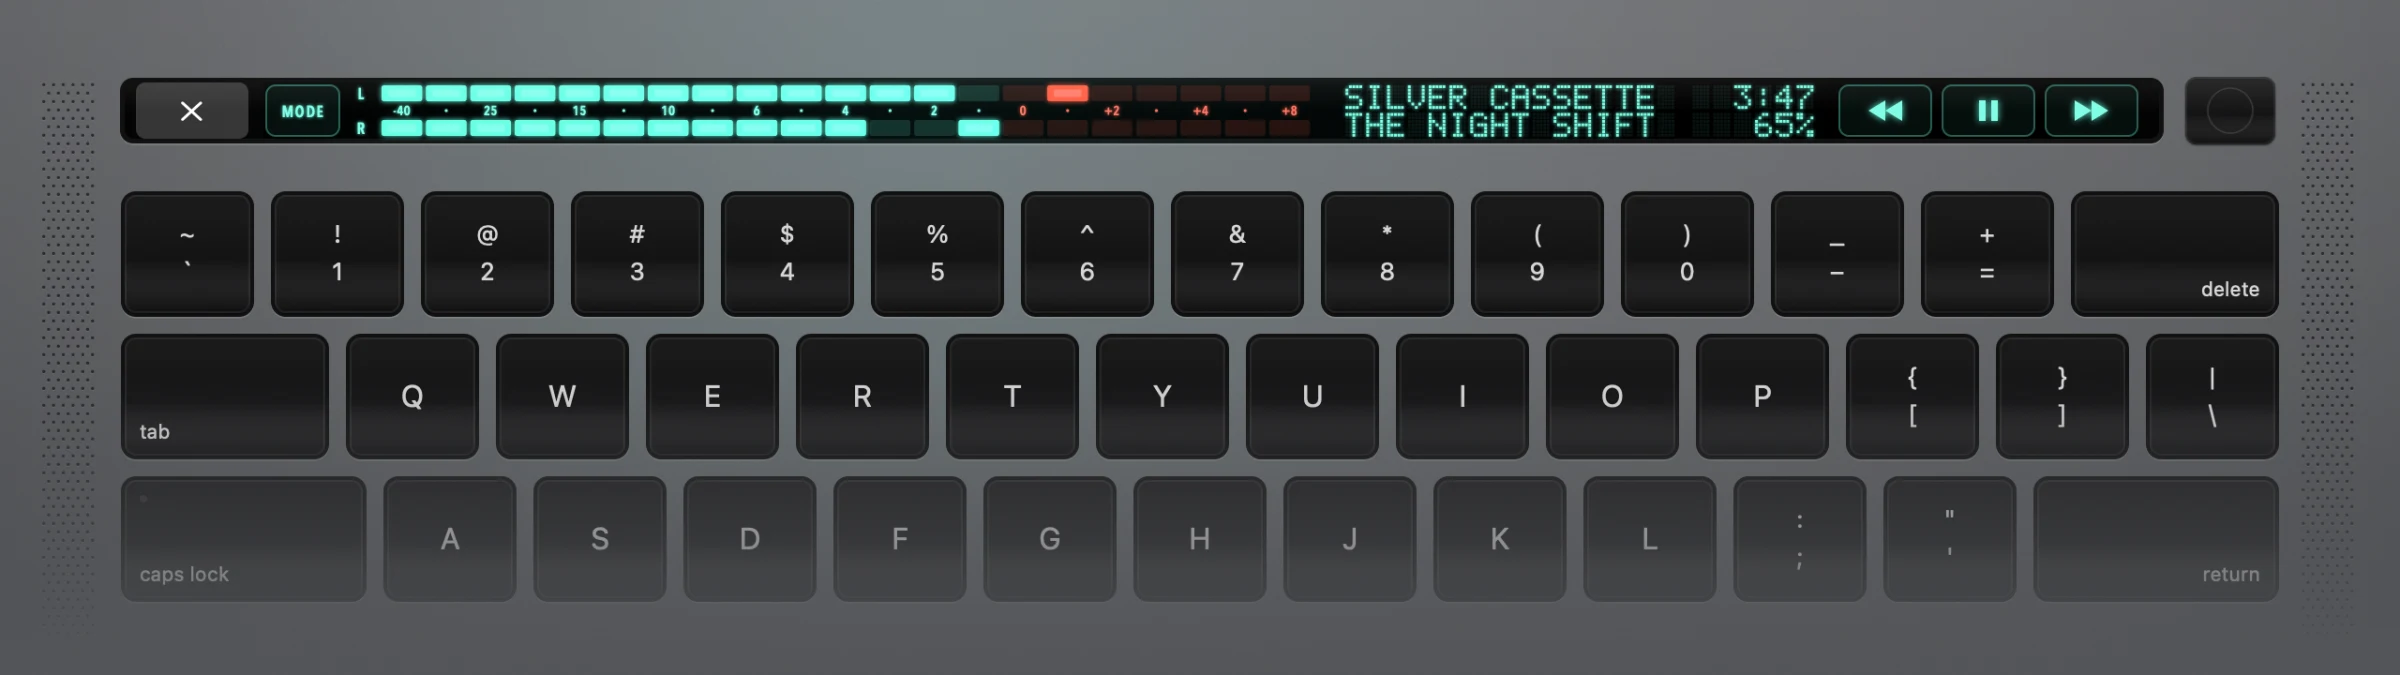 MODE
L
-40 · 25 · 15 · 10 · 6 · 4 · 2 · 0 · +2 · +4 · +8
R
SILVER CASSETTE 3:47
THE NIGHT SHIFT 65%
~ ! @ # $ % ^ & * ( ) _ +
` 1 2 3 4 5 6 7 8 9 0 – =
delete
Q W E R T Y U I O P
{ } |
[ ] \
tab
A S D F G H J K L
: "
; '
caps lock return